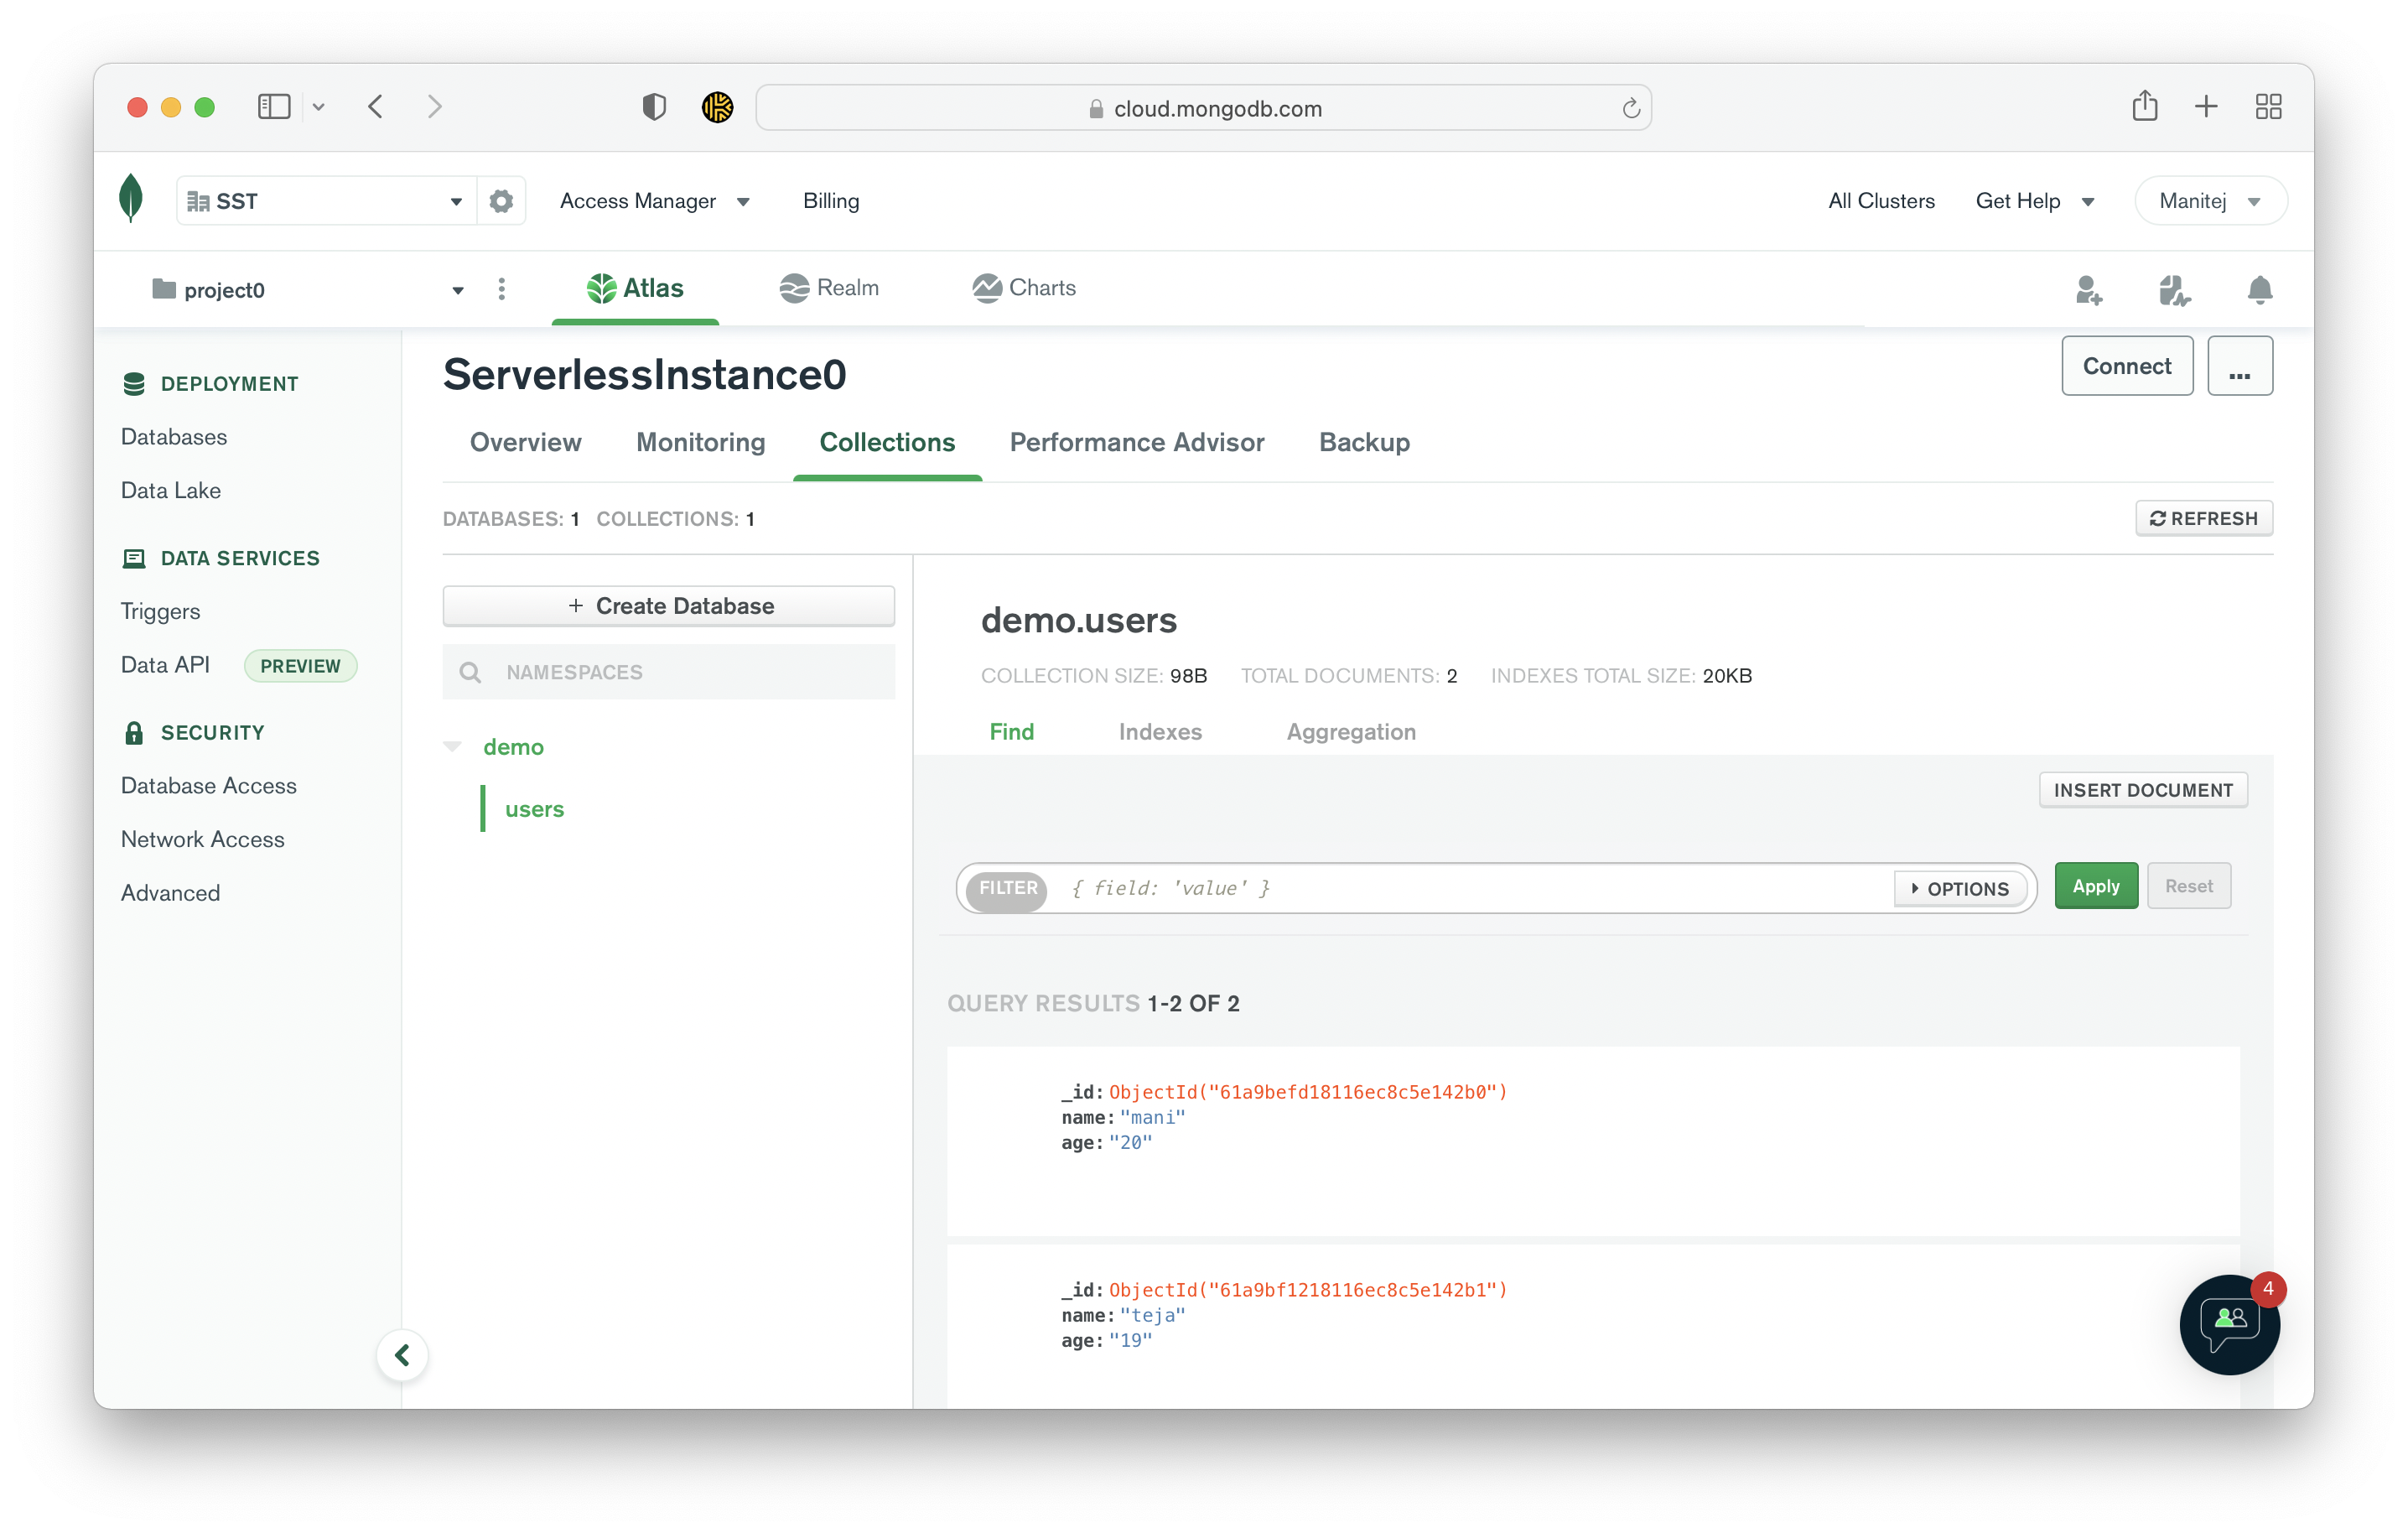 cloud.mongodb.com
SST
Access Manager
Billing
All Clusters
Get Help
Manitej
project0
Atlas
Realm
Charts
DEPLOYMENT
Databases
Data Lake
DATA SERVICES
Triggers
Data API PREVIEW
SECURITY
Database Access
Network Access
Advanced
ServerlessInstance0
Connect
...
Overview
Monitoring
Collections
Performance Advisor
Backup
DATABASES: 1 COLLECTIONS: 1
REFRESH
+ Create Database
NAMESPACES
demo
users
demo.users
COLLECTION SIZE: 98B TOTAL DOCUMENTS: 2 INDEXES TOTAL SIZE: 20KB
Find
Indexes
Aggregation
INSERT DOCUMENT
FILTER { field: 'value' }
OPTIONS
Apply
Reset
QUERY RESULTS 1-2 OF 2
_id: ObjectId("61a9befd18116ec8c5e142b0")
name: "mani"
age: "20"
_id: ObjectId("61a9bf1218116ec8c5e142b1")
name: "teja"
age: "19"
4